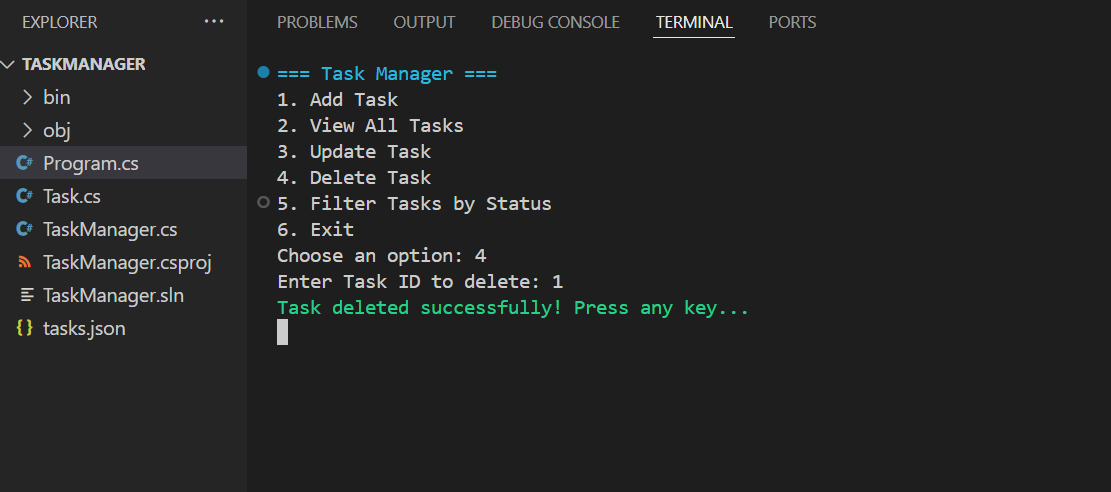 EXPLORER
TASKMANAGER
bin
obj
Program.cs
Task.cs
TaskManager.cs
TaskManager.csproj
TaskManager.sln
tasks.json
PROBLEMS OUTPUT DEBUG CONSOLE TERMINAL PORTS
=== Task Manager ===
1. Add Task
2. View All Tasks
3. Update Task
4. Delete Task
5. Filter Tasks by Status
6. Exit
Choose an option: 4
Enter Task ID to delete: 1
Task deleted successfully! Press any key...